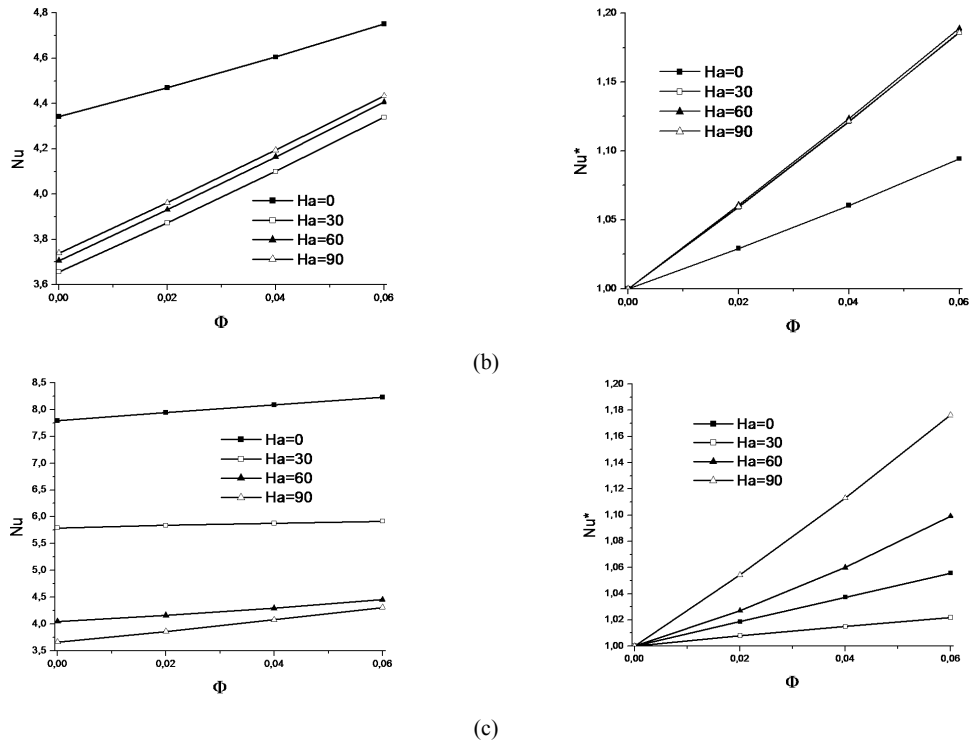 4,8
4,6
4,4
4,2
4,0
3,8
3,6
Nu
0,00 0,02 0,04 0,06
Φ
Ha=0
Ha=30
Ha=60
Ha=90
1,20
1,15
1,10
1,05
1,00
Nu*
0,00 0,02 0,04 0,06
Φ
Ha=0
Ha=30
Ha=60
Ha=90
(b)
8,5
8,0
7,5
7,0
6,5
6,0
5,5
5,0
4,5
4,0
3,5
Nu
0,00 0,02 0,04 0,06
Φ
Ha=0
Ha=30
Ha=60
Ha=90
1,20
1,18
1,16
1,14
1,12
1,10
1,08
1,06
1,04
1,02
1,00
Nu*
0,00 0,02 0,04 0,06
Φ
Ha=0
Ha=30
Ha=60
Ha=90
(c)